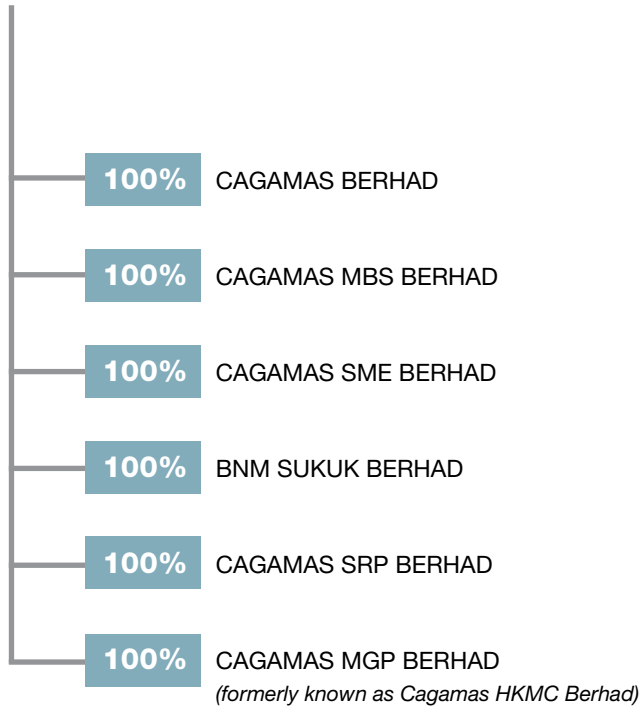 100% CAGAMAS BERHAD
100% CAGAMAS MBS BERHAD
100% CAGAMAS SME BERHAD
100% BNM SUKUK BERHAD
100% CAGAMAS SRP BERHAD
100% CAGAMAS MGP BERHAD
(formerly known as Cagamas HKMC Berhad)